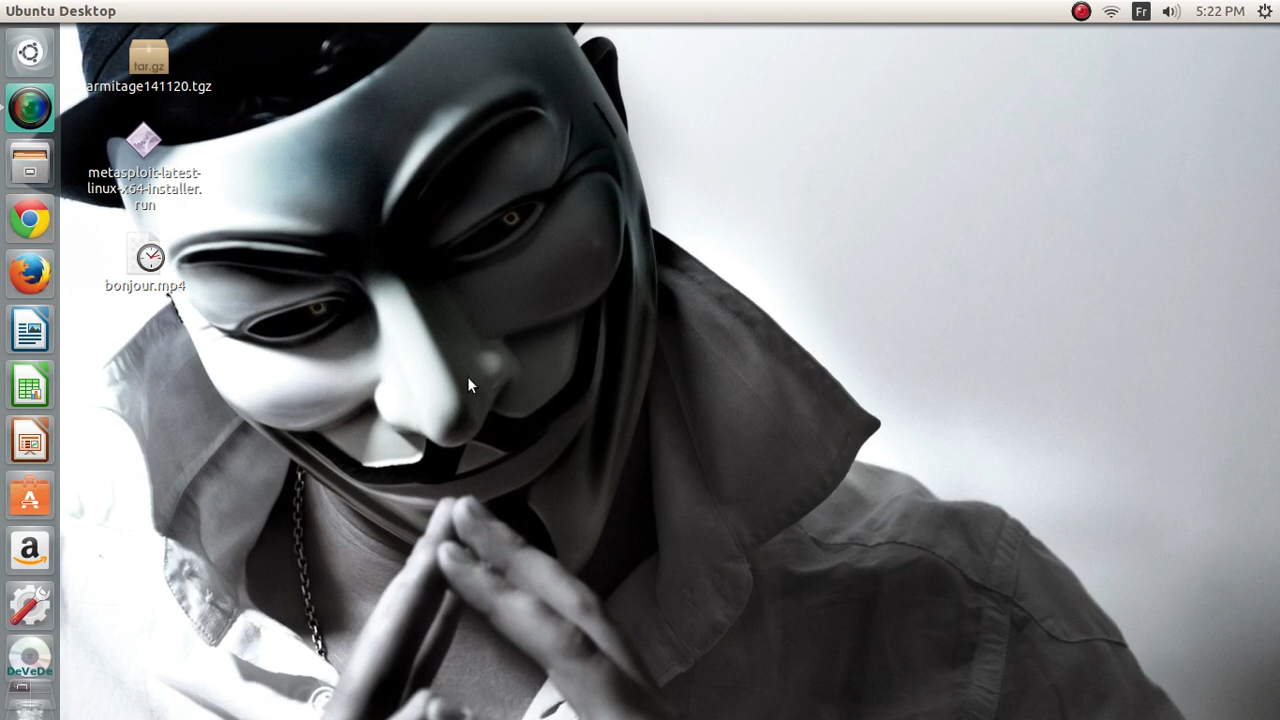 Ubuntu Desktop
Fr
5:22 PM
tar.gz
armitage141120.tgz
metasploit-latest-
linux-x64-installer.
run
bonjour.mp4
a
DeVeDe